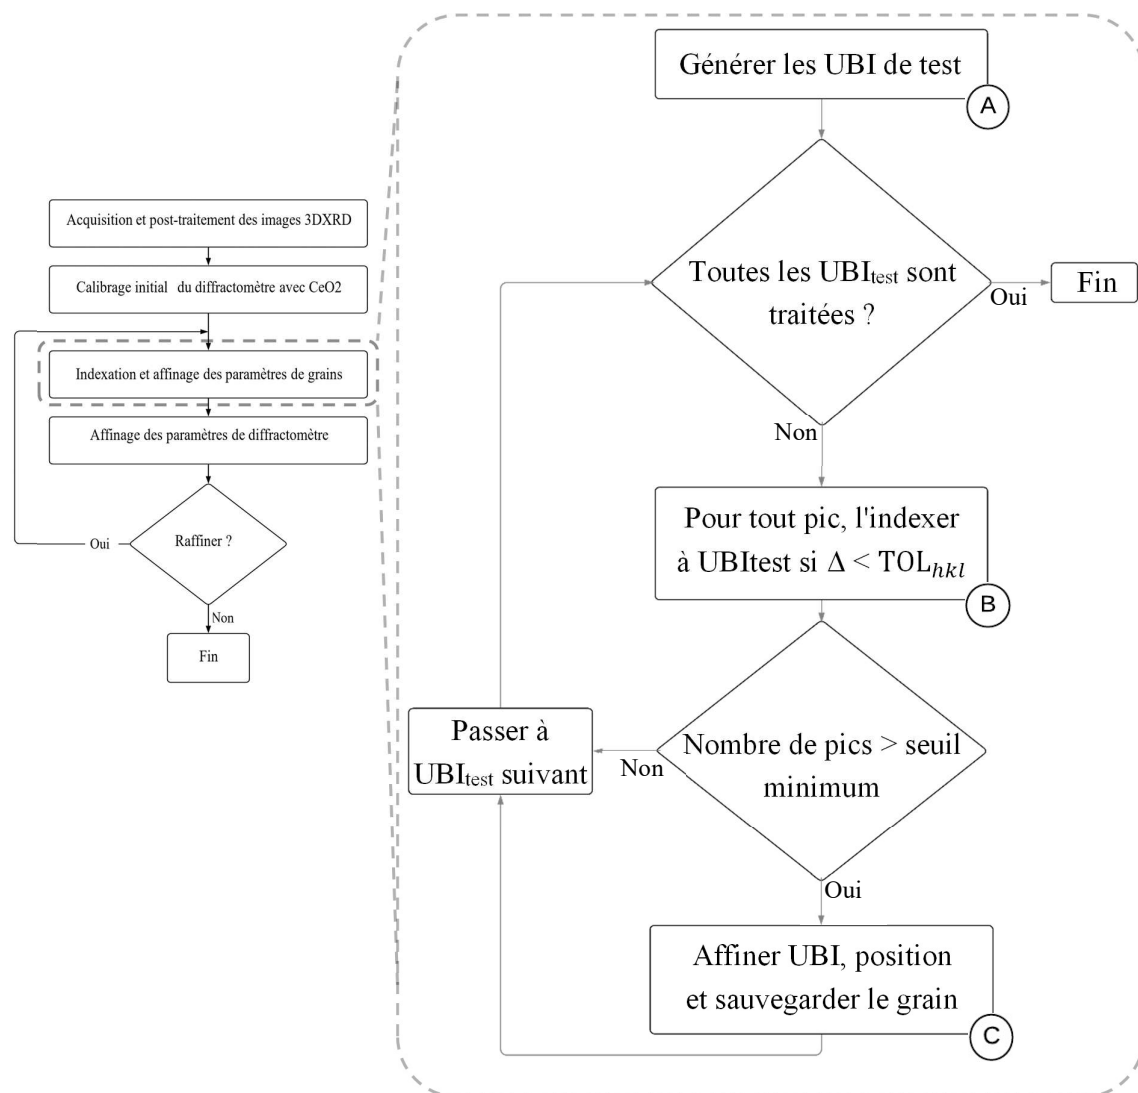 Acquisition et post-traitement des images 3DXRD
Calibrage initial du diffractomètre avec CeO2
Indexation et affinage des paramètres de grains
Affinage des paramètres de diffractomètre
Raffiner ?
Oui
Non
Fin
Générer les UBI de test
A
Toutes les UBItest sont
traitées ?
Oui
Fin
Non
Pour tout pic, l'indexer
à UBItest si Δ < TOLhkl
B
Nombre de pics > seuil
minimum
Non
Passer à
UBItest suivant
Oui
Affiner UBI, position
et sauvegarder le grain
C